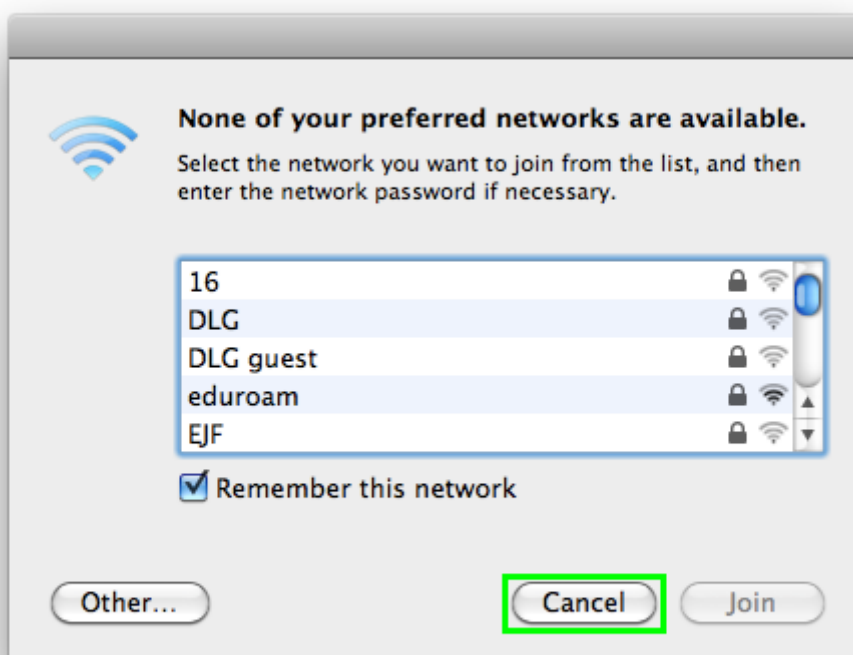 None of your preferred networks are available.
Select the network you want to join from the list, and then
enter the network password if necessary.
16
DLG
DLG guest
eduroam
EJF
Remember this network
Other...
Cancel
Join